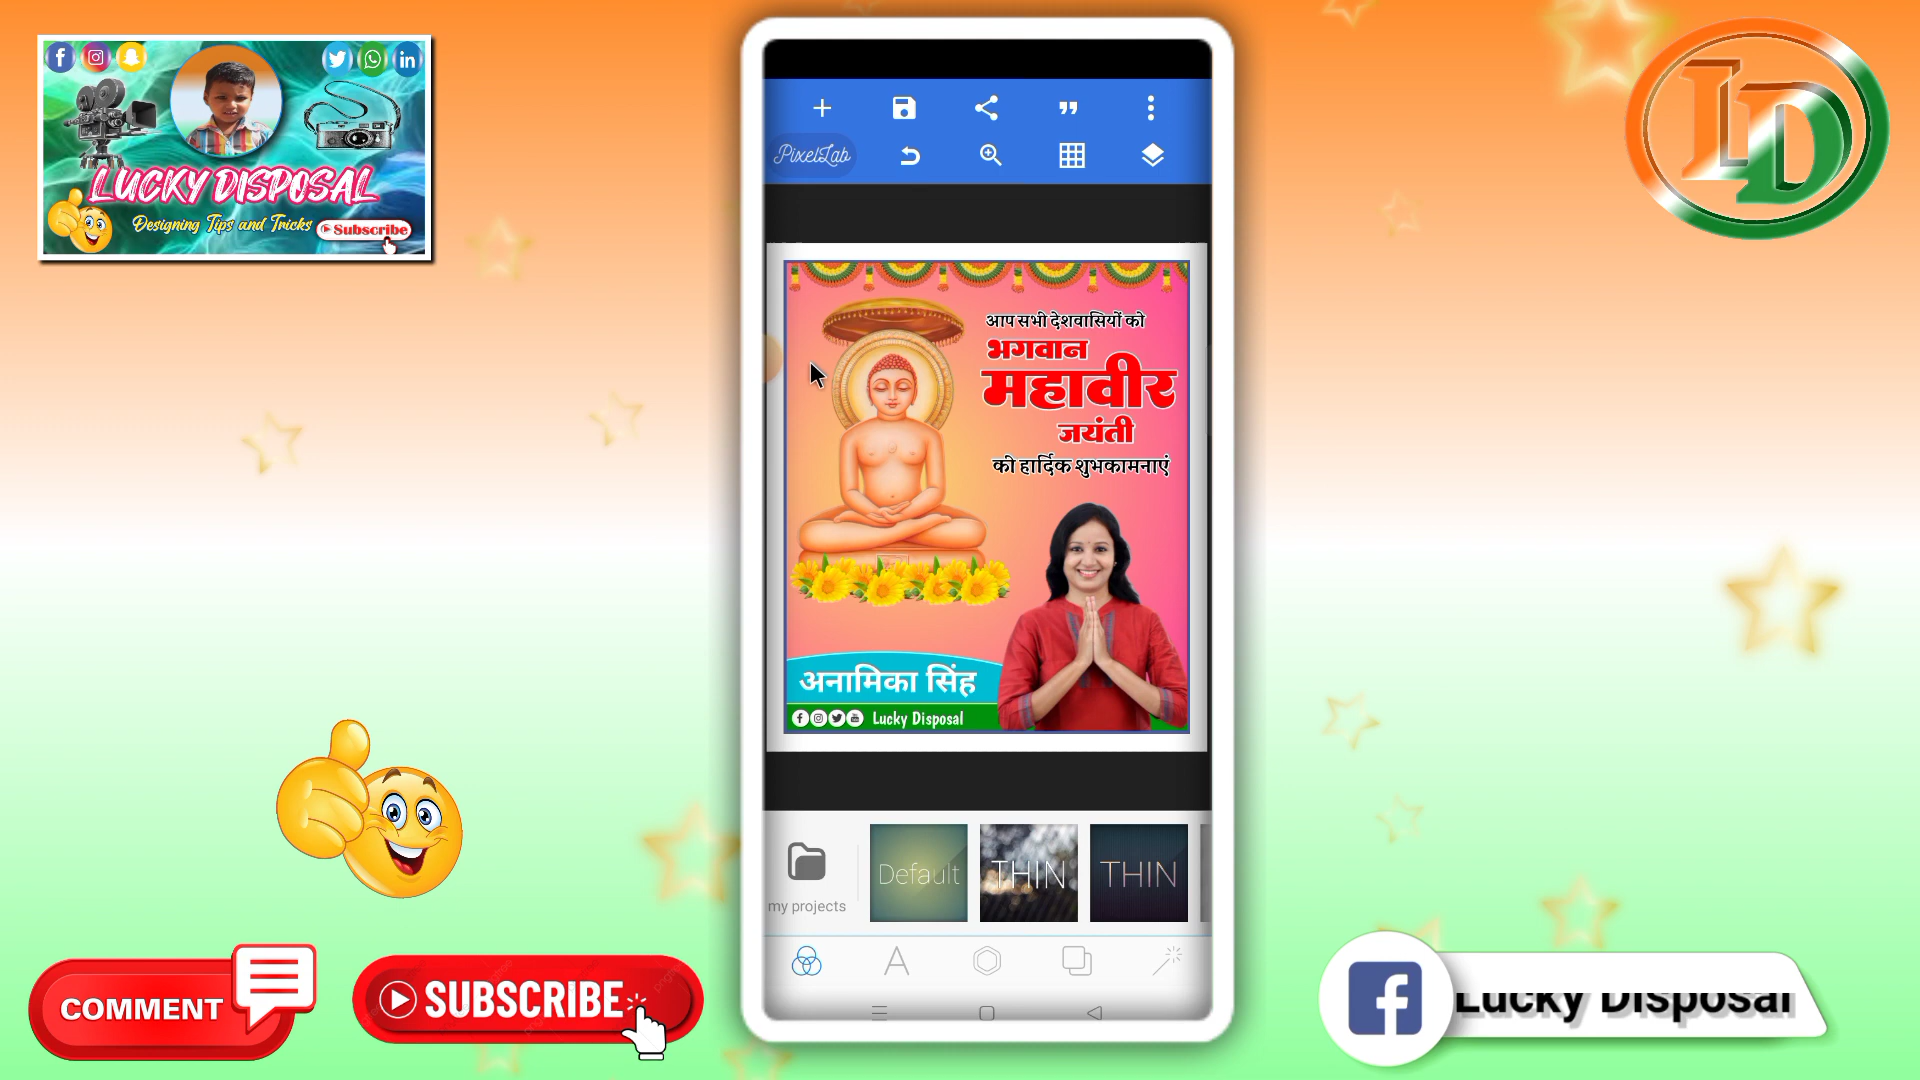 LUCKY DISPOSAL
Designing Tips and Tricks
Subscribe
LD
PixelLab
आप सभी देशवासियों को
भगवान
महावीर
जयंती
की हार्दिक शुभकामनाएं
अनामिका सिंह
Lucky Disposal
Default
THIN
THIN
my projects
COMMENT
SUBSCRIBE
Lucky Disposal